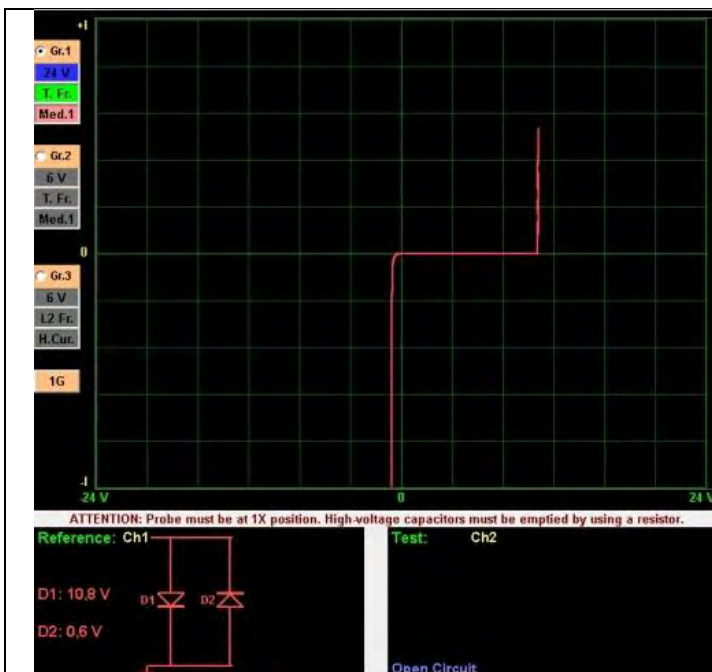 +I
Gr.1
24 V
T. Fr.
Med.1
Gr.2
6 V
T. Fr.
Med.1
0
Gr.3
6 V
L2 Fr.
H.Cur.
1G
-I
-24 V 0 24 V
ATTENTION: Probe must be at 1X position. High-voltage capacitors must be emptied by using a resistor.
Reference: Ch1
D1: 10,8 V
D1 D2
D2: 0,6 V
Test: Ch2
Open Circuit